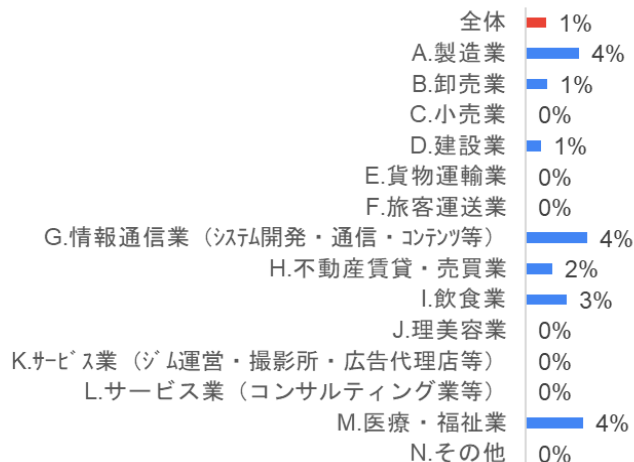 全体 1%
A.製造業 4%
B.卸売業 1%
C.小売業 0%
D.建設業 1%
E.貨物運輸業 0%
F.旅客運送業 0%
G.情報通信業（ｼｽﾃﾑ開発・通信・ｺﾝﾃﾝﾂ等） 4%
H.不動産賃貸・売買業 2%
I.飲食業 3%
J.理美容業 0%
K.ｻｰﾋﾞｽ業（ｼﾞﾑ運営・撮影所・広告代理店等） 0%
L.サービス業（コンサルティング業等） 0%
M.医療・福祉業 4%
N.その他 0%